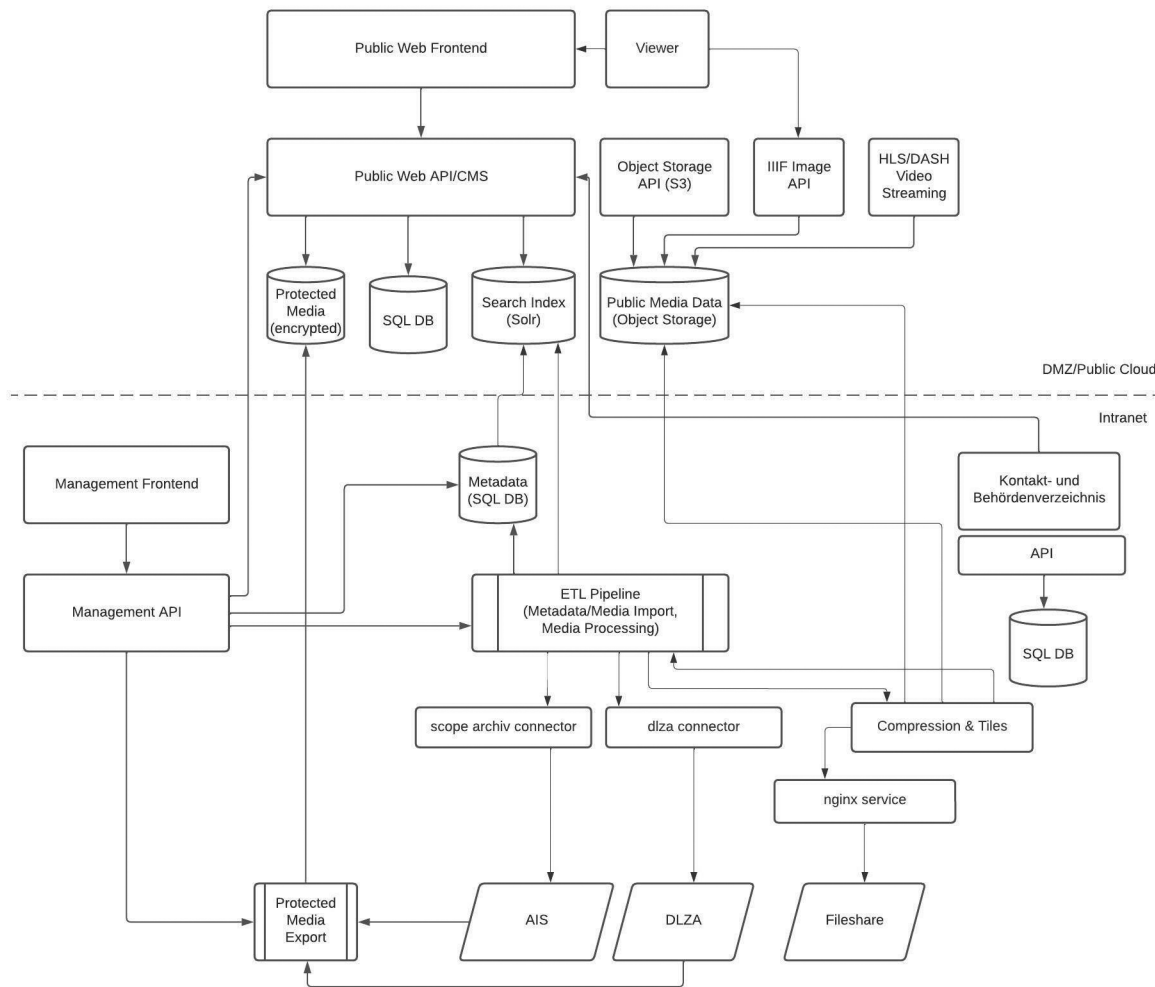 Public Web Frontend
Viewer
Public Web API/CMS
Object Storage
API (S3)
IIIF Image
API
HLS/DASH
Video
Streaming
Protected
Media
(encrypted)
SQL DB
Search Index
(Solr)
Public Media Data
(Object Storage)
DMZ/Public Cloud
Intranet
Management Frontend
Metadata
(SQL DB)
Kontakt- und
Behördenverzeichnis
API
Management API
ETL Pipeline
(Metadata/Media Import,
Media Processing)
SQL DB
scope archiv connector
dlza connector
Compression & Tiles
nginx service
Protected
Media
Export
AIS
DLZA
Fileshare